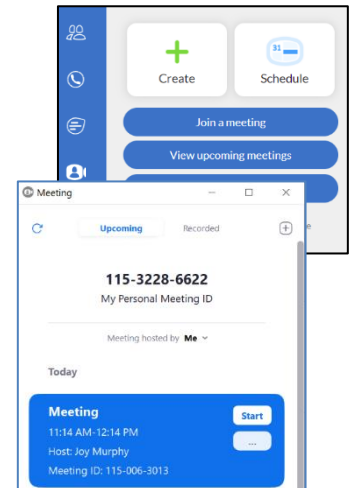 31
Create
Schedule
Join a meeting
View upcoming meetings
Meeting
Upcoming
Recorded
115-3228-6622
My Personal Meeting ID
Meeting hosted by Me
Today
Meeting
Start
11:14 AM-12:14 PM
...
Host: Joy Murphy
Meeting ID: 115-006-3013